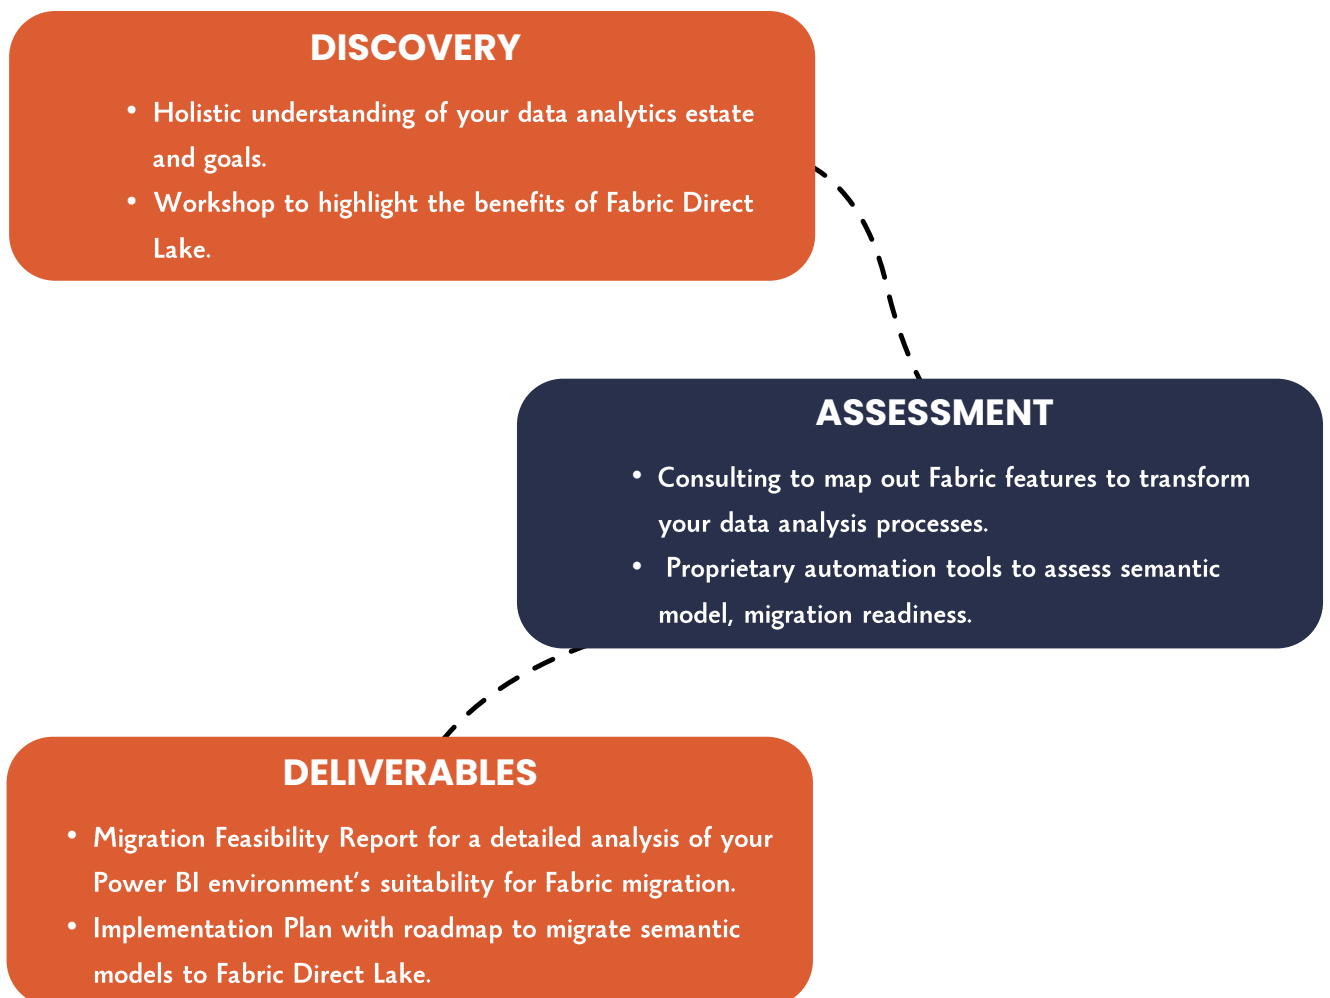 DISCOVERY
• Holistic understanding of your data analytics estate
and goals.
• Workshop to highlight the benefits of Fabric Direct
Lake.
ASSESSMENT
• Consulting to map out Fabric features to transform
your data analysis processes.
• Proprietary automation tools to assess semantic
model, migration readiness.
DELIVERABLES
• Migration Feasibility Report for a detailed analysis of your
Power BI environment’s suitability for Fabric migration.
• Implementation Plan with roadmap to migrate semantic
models to Fabric Direct Lake.